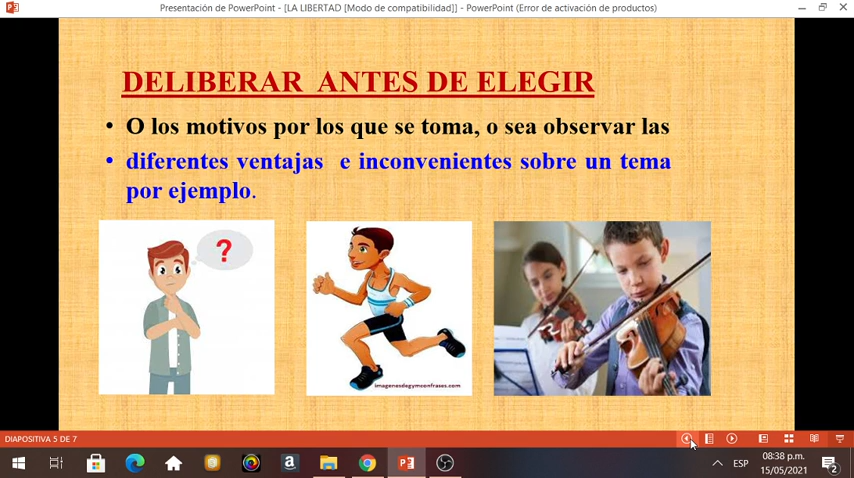 Presentación de PowerPoint - [LA LIBERTAD [Modo de compatibilidad]] - PowerPoint (Error de activación de productos)
DELIBERAR ANTES DE ELEGIR
• O los motivos por los que se toma, o sea observar las
• diferentes ventajas e inconvenientes sobre un tema
por ejemplo.
?
imagenesdegymconfrases.com
DIAPOSITIVA 5 DE 7
ESP
08:38 p.m.
15/05/2021
2